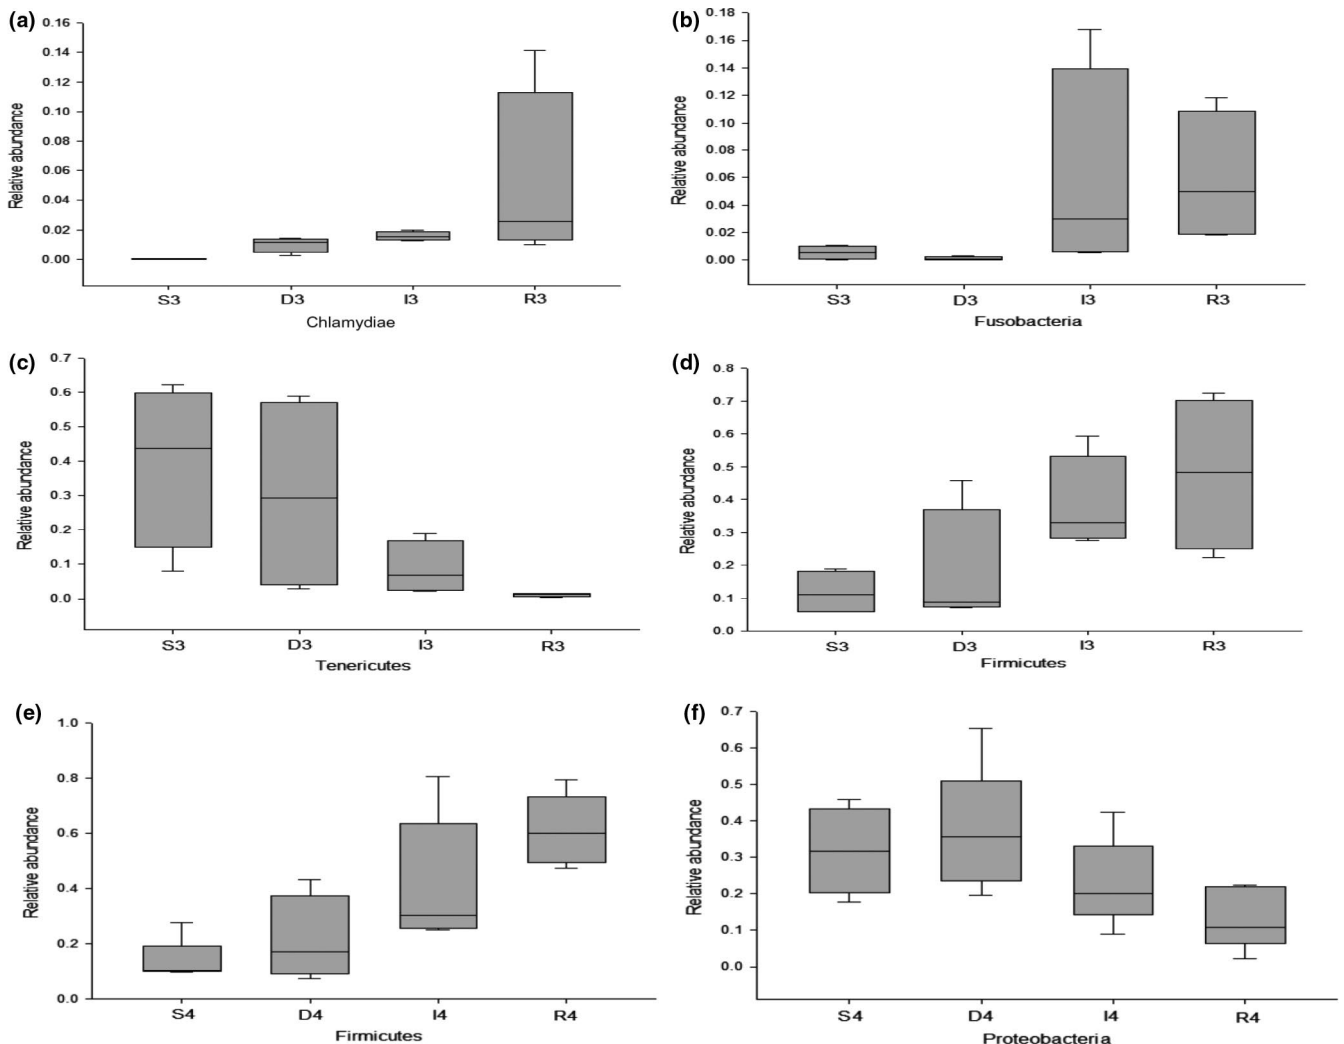 (a)
0.16
0.14
0.12
0.10
0.08
0.06
0.04
0.02
0.00
Relative abundance
S3 D3 I3 R3
Chlamydiae
(b)
0.18
0.16
0.14
0.12
0.10
0.08
0.06
0.04
0.02
0.00
Relative abundance
S3 D3 I3 R3
Fusobacteria
(c)
0.7
0.6
0.5
0.4
0.3
0.2
0.1
0.0
Relative abundance
S3 D3 I3 R3
Tenericutes
(d)
0.8
0.7
0.6
0.5
0.4
0.3
0.2
0.1
0.0
Relative abundance
S3 D3 I3 R3
Firmicutes
(e)
1.0
0.8
0.6
0.4
0.2
0.0
Relative abundance
S4 D4 I4 R4
Firmicutes
(f)
0.7
0.6
0.5
0.4
0.3
0.2
0.1
0.0
Relative abundance
S4 D4 I4 R4
Proteobacteria